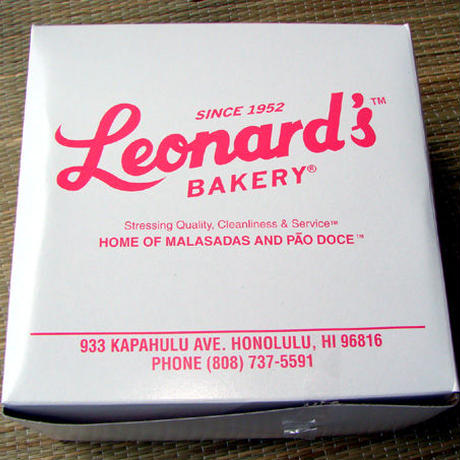 SINCE 1952
Leonard's™
BAKERY®
Stressing Quality, Cleanliness & Service™
HOME OF MALASADAS AND PÃO DOCE™
933 KAPAHULU AVE. HONOLULU, HI 96816
PHONE (808) 737-5591